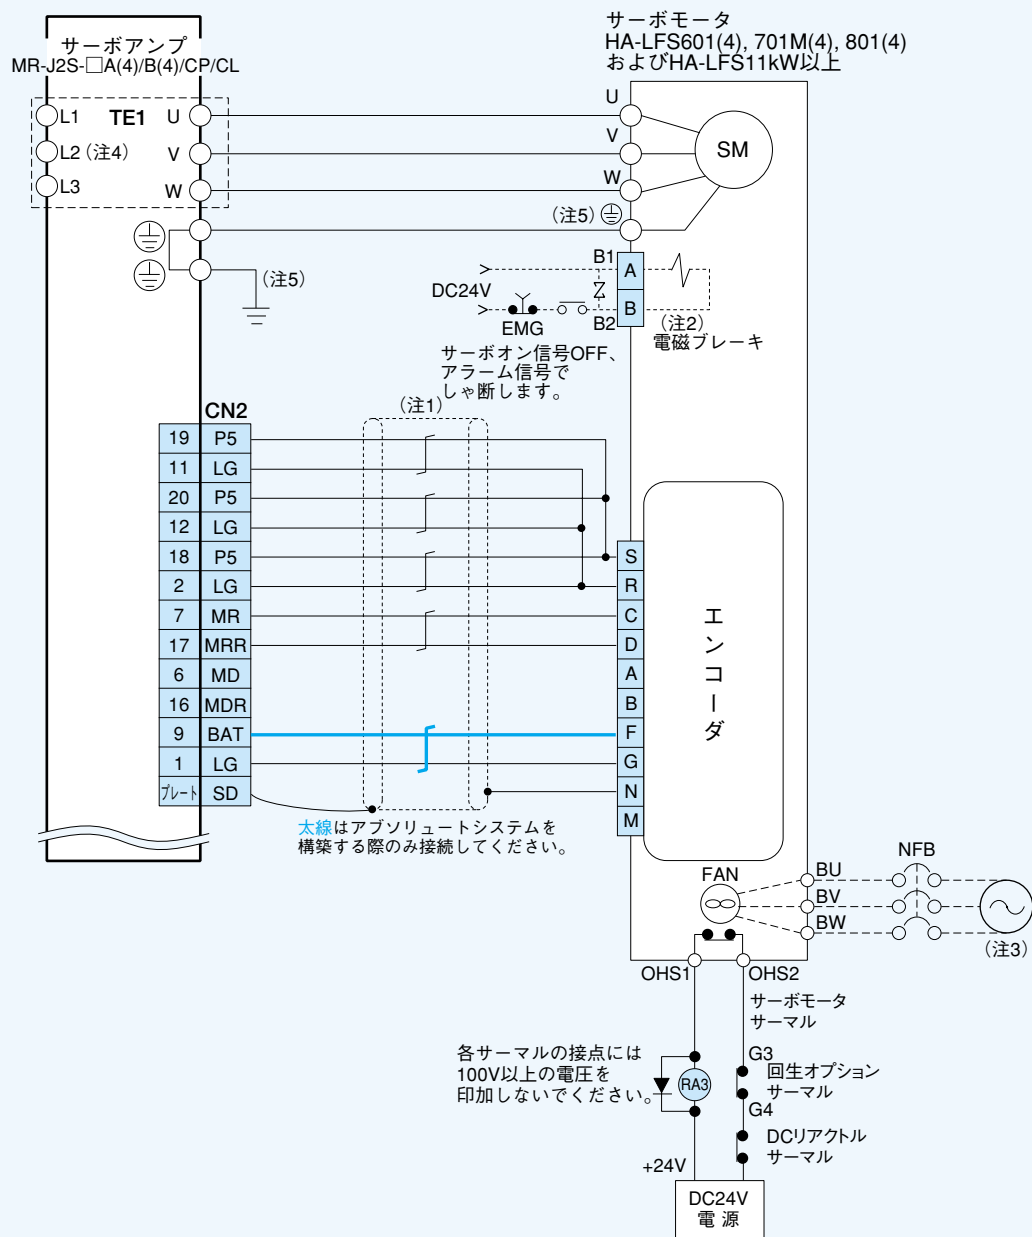 サーボアンプ
MR-J2S-□A(4)/B(4)/CP/CL
サーボモータ
HA-LFS601(4), 701M(4), 801(4)
およびHA-LFS11kW以上
L1
TE1
U
L2(注4)
V
L3
W
U
V
W
SM
(注5)
(注5)
B1
A
DC24V
B
B2
EMG
(注2)
電磁ブレーキ
サーボオン信号OFF、
アラーム信号で
しゃ断します。
(注1)
CN2
19 P5
11 LG
20 P5
12 LG
18 P5
2 LG
7 MR
17 MRR
6 MD
16 MDR
9 BAT
1 LG
プレート SD
S
R
C
D
A
B
F
G
N
M
エンコーダ
太線はアブソリュートシステムを
構築する際のみ接続してください。
FAN
BU
BV
BW
NFB
(注3)
OHS1
OHS2
サーボモータ
サーマル
各サーマルの接点には
100V以上の電圧を
印加しないでください。
RA3
G3
回生オプション
サーマル
G4
DCリアクトル
サーマル
+24V
DC24V
電 源